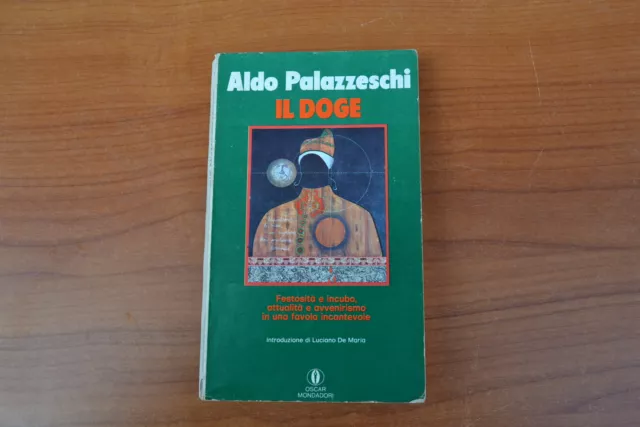 Aldo Palazzeschi
IL DOGE
Festosità e incubo,
attualità e avvenirismo
in una favola incantevole
introduzione di Luciano De Maria
OSCAR
MONDADORI